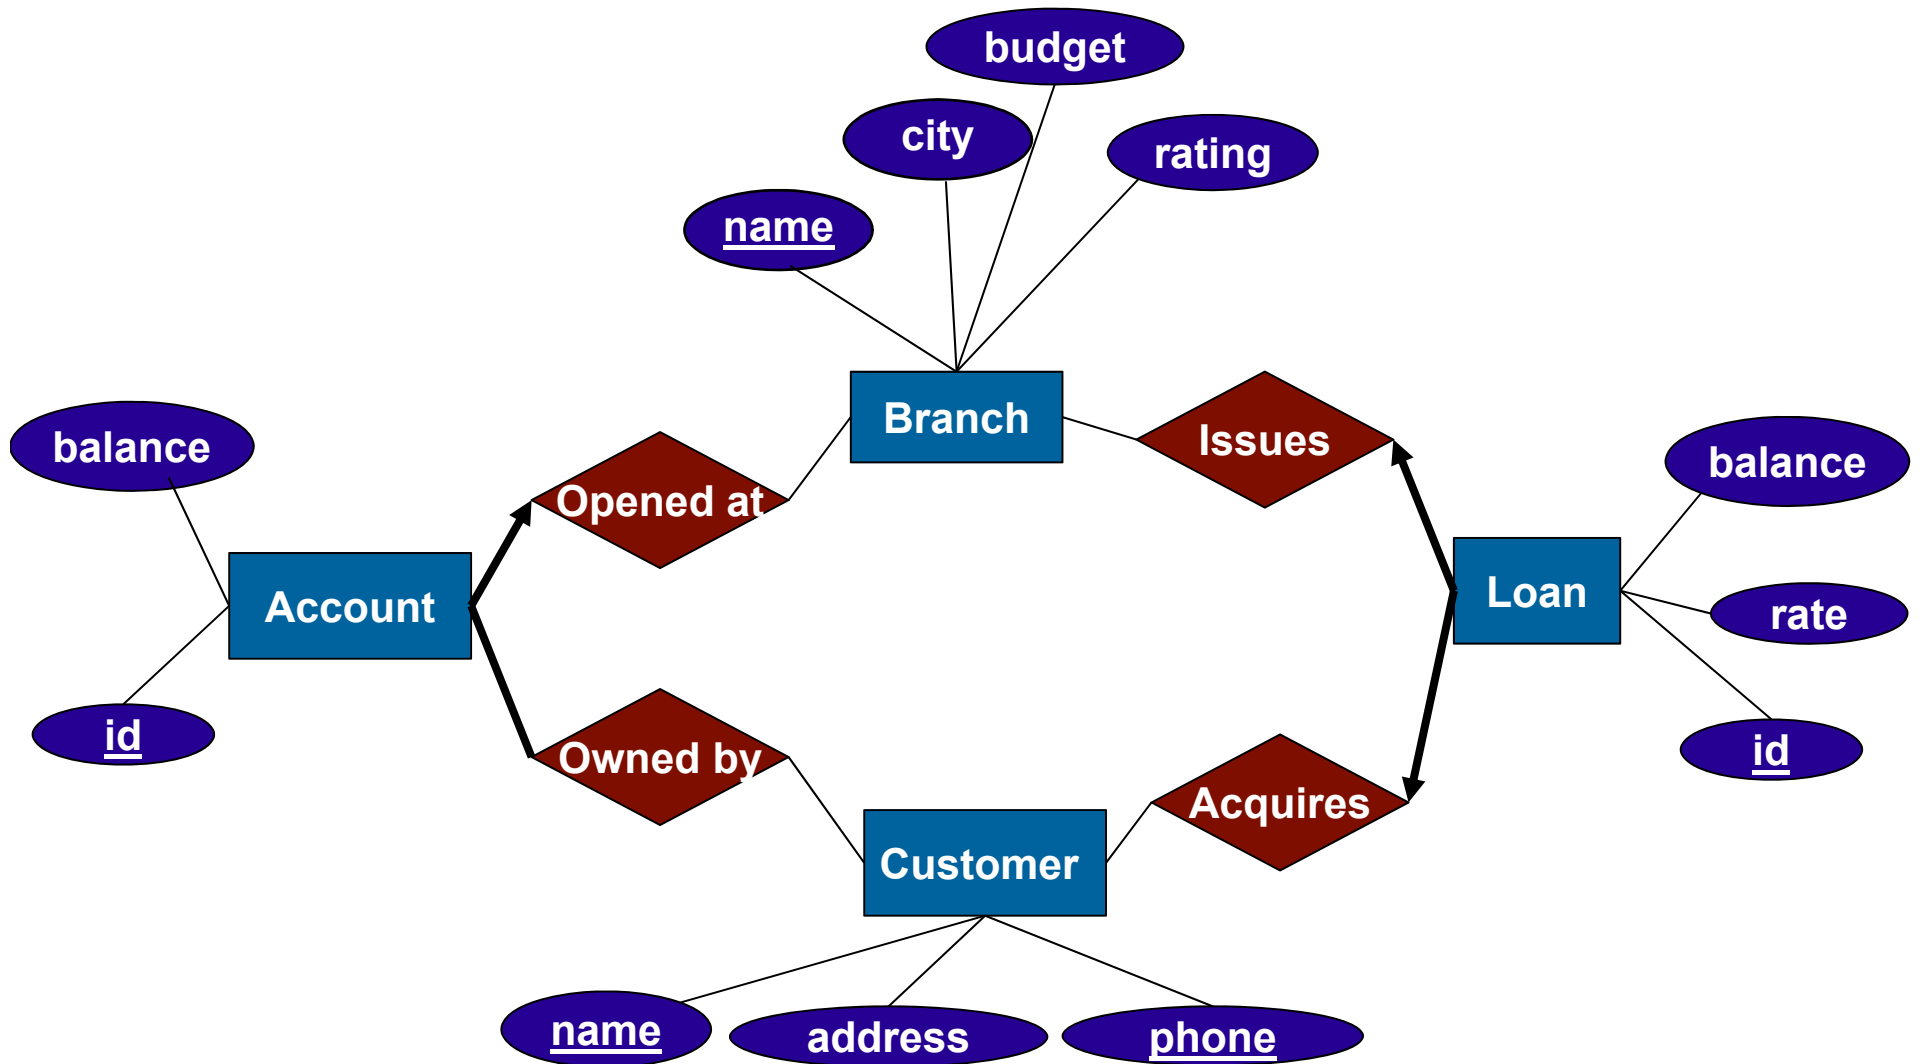 budget
city
rating
name
Branch
Issues
balance
balance
Opened at
Loan
Account
rate
id
id
Owned by
Acquires
Customer
name
address
phone